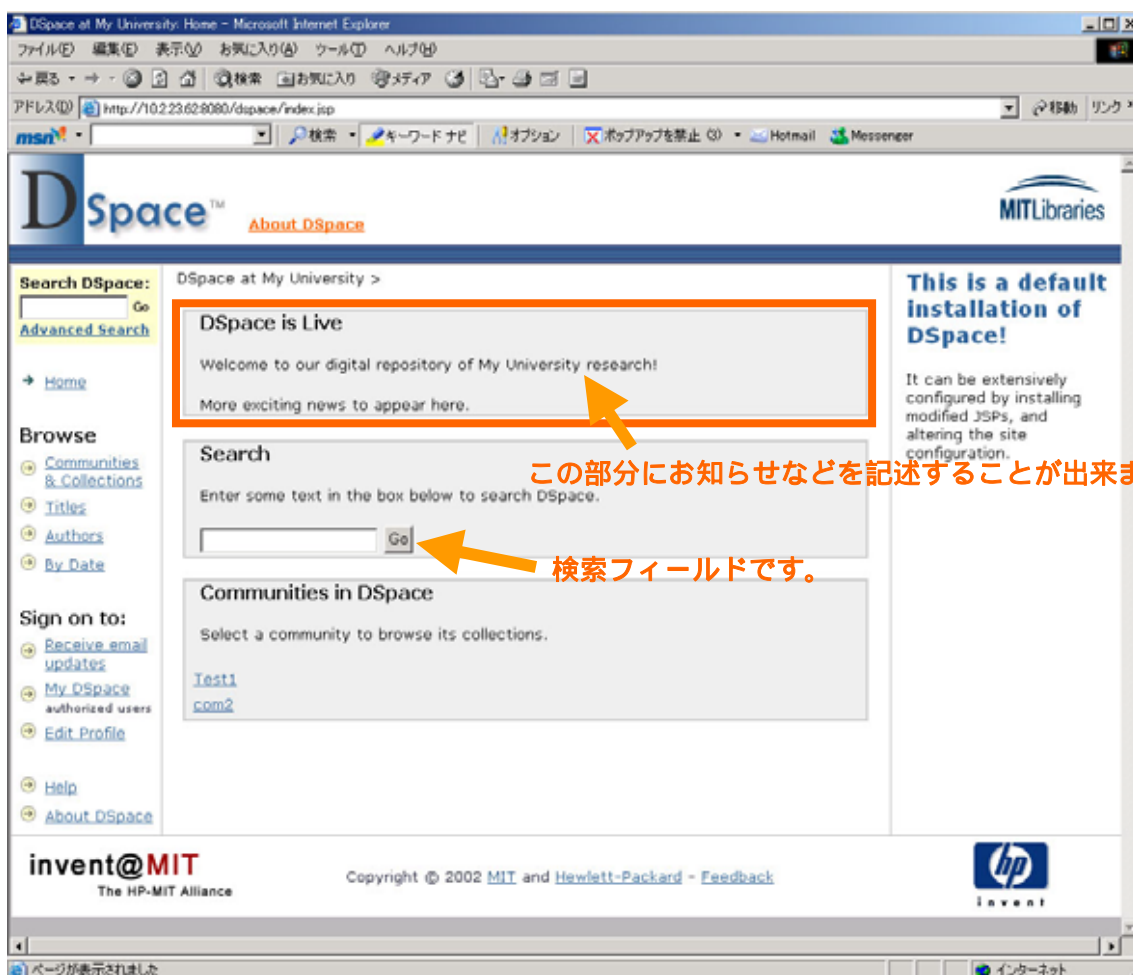 DSpace at My University: Home - Microsoft Internet Explorer
ファイル(F) 編集(E) 表示(V) お気に入り(A) ツール(T) ヘルプ(H)
戻る 検索 お気に入り メディア
アドレス(D) http://10.2.23.62:8080/dspace/index.jsp 移動 リンク »
msn 検索 キーワード ナビ オプション ポップアップを禁止 (3) Hotmail Messenger
DSpace™ About DSpace
MITLibraries
Search DSpace:
Go
Advanced Search
Home
Browse
Communities
& Collections
Titles
Authors
By Date
Sign on to:
Receive email
updates
My DSpace
authorized users
Edit Profile
Help
About DSpace
DSpace at My University >
DSpace is Live
Welcome to our digital repository of My University research!
More exciting news to appear here.
この部分にお知らせなどを記述することが出来ま
Search
Enter some text in the box below to search DSpace.
Go
検索フィールドです。
Communities in DSpace
Select a community to browse its collections.
Test1
com2
This is a default
installation of
DSpace!
It can be extensively
configured by installing
modified JSPs, and
altering the site
configuration.
invent@MIT
The HP-MIT Alliance
Copyright © 2002 MIT and Hewlett-Packard - Feedback
hp
invent
ページが表示されました インターネット